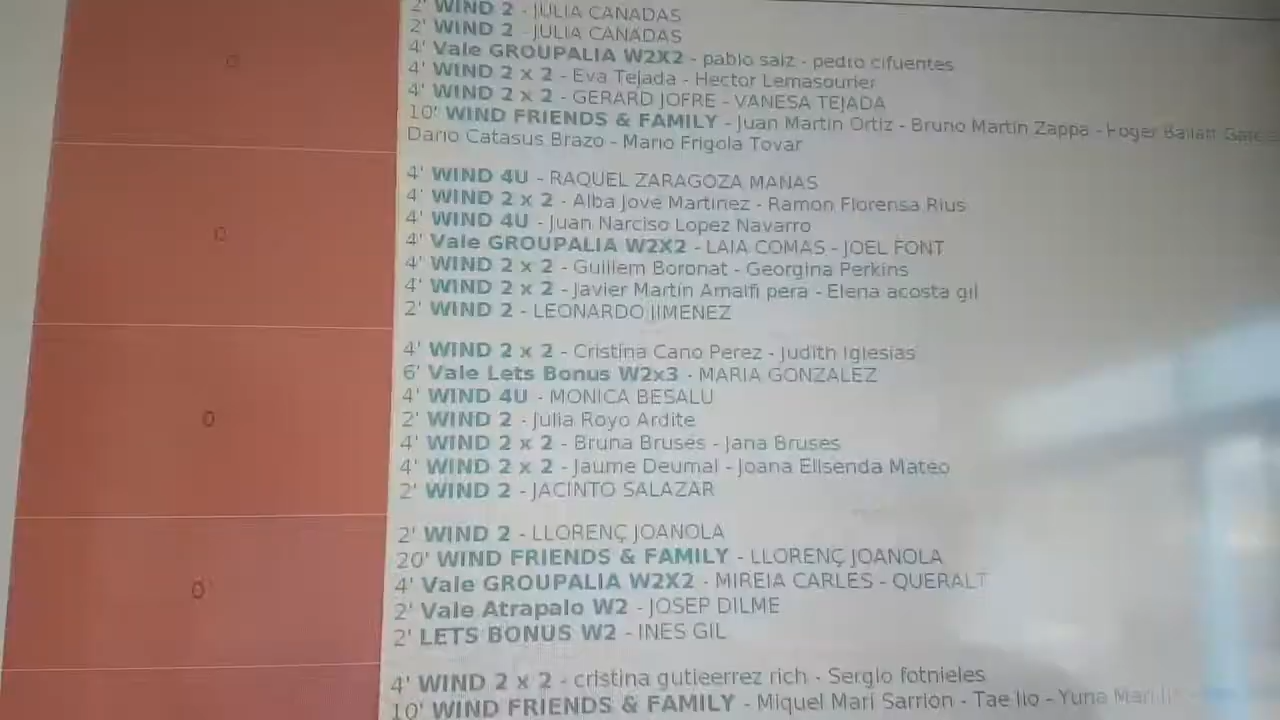 2' WIND 2 - JULIA CAÑADAS
2' WIND 2 - JULIA CAÑADAS
0
4' Vale GROUPALIA W2X2 - pablo saiz - pedro cifuentes
4' WIND 2 x 2 - Eva Tejada - Hector Lemasourier
4' WIND 2 x 2 - GERARD JOFRE - VANESA TEJADA
10' WIND FRIENDS & FAMILY - Juan Martin Ortiz - Bruno Martin Zappa - Roger
Dario Catasus Brazo - Mario Frigola Tovar
4' WIND 4U - RAQUEL ZARAGOZA MANAS
4' WIND 2 x 2 - Alba Jove Martinez - Ramon Florensa Rius
4' WIND 4U - Juan Narciso Lopez Navarro
0
4' Vale GROUPALIA W2X2 - LAIA COMAS - JOEL FONT
4' WIND 2 x 2 - Guillem Boronat - Georgina Perkins
4' WIND 2 x 2 - Javier Martín Amalfi pera - Elena acosta gil
2' WIND 2 - LEONARDO JIMENEZ
4' WIND 2 x 2 - Cristina Cano Perez - Judith Iglesias
6' Vale Lets Bonus W2x3 - MARIA GONZALEZ
4' WIND 4U - MONICA BESALU
0
2' WIND 2 - Julia Royo Ardite
4' WIND 2 x 2 - Bruna Bruses - Jana Bruses
4' WIND 2 x 2 - Jaume Deumal - Joana Elisenda Mateo
2' WIND 2 - JACINTO SALAZAR
2' WIND 2 - LLORENÇ JOANOLA
20' WIND FRIENDS & FAMILY - LLORENÇ JOANOLA
0'
4' Vale GROUPALIA W2X2 - MIREIA CARLES - QUERALT
2' Vale Atrapalo W2 - JOSEP DILME
2' LETS BONUS W2 - INES GIL
4' WIND 2 x 2 - cristina gutieerrez rich - Sergio fotnieles
10' WIND FRIENDS & FAMILY - Miquel Mari Sarrion - Tae Ilo - Yuna Mari